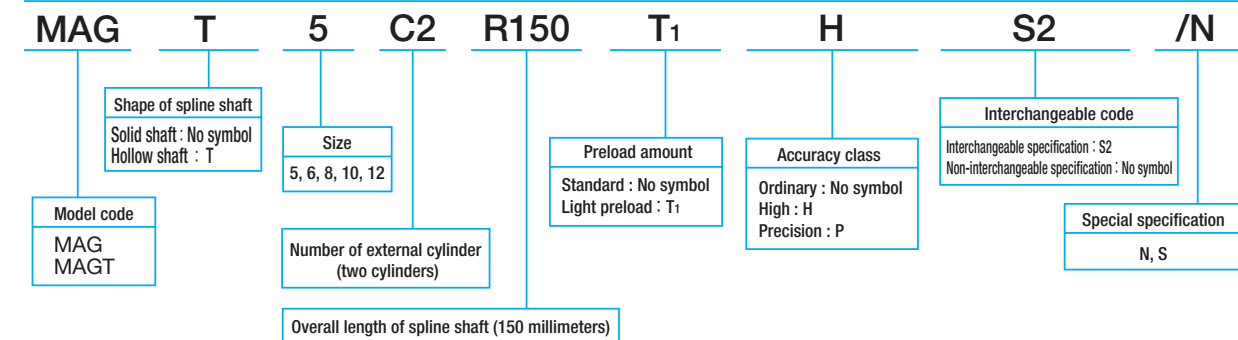 MAG T 5 C2 R150 T1 H S2 /N
Shape of spline shaft
Solid shaft : No symbol
Hollow shaft : T
Size
5, 6, 8, 10, 12
Preload amount
Standard : No symbol
Light preload : T1
Accuracy class
Ordinary : No symbol
High : H
Precision : P
Interchangeable code
Interchangeable specification : S2
Non-interchangeable specification : No symbol
Model code
MAG
MAGT
Number of external cylinder
(two cylinders)
Special specification
N, S
Overall length of spline shaft (150 millimeters)